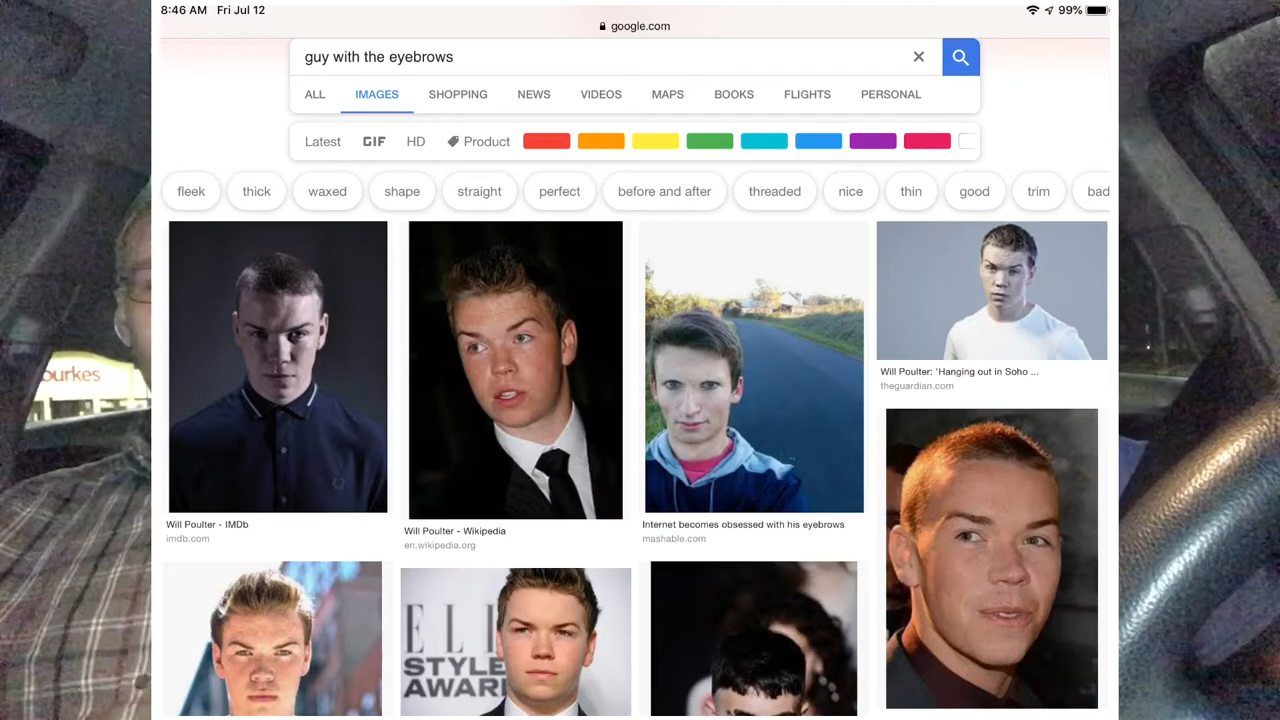 8:46 AM Fri Jul 12
99%
google.com
guy with the eyebrows
ALL IMAGES SHOPPING NEWS VIDEOS MAPS BOOKS FLIGHTS PERSONAL
Latest GIF HD Product
fleek thick waxed shape straight perfect before and after threaded nice thin good trim bad
Will Poulter: 'Hanging out in Soho ...
theguardian.com
Will Poulter - IMDb
imdb.com
Will Poulter - Wikipedia
en.wikipedia.org
Internet becomes obsessed with his eyebrows
mashable.com
ELLE
STYLE
AWAR
ourkes